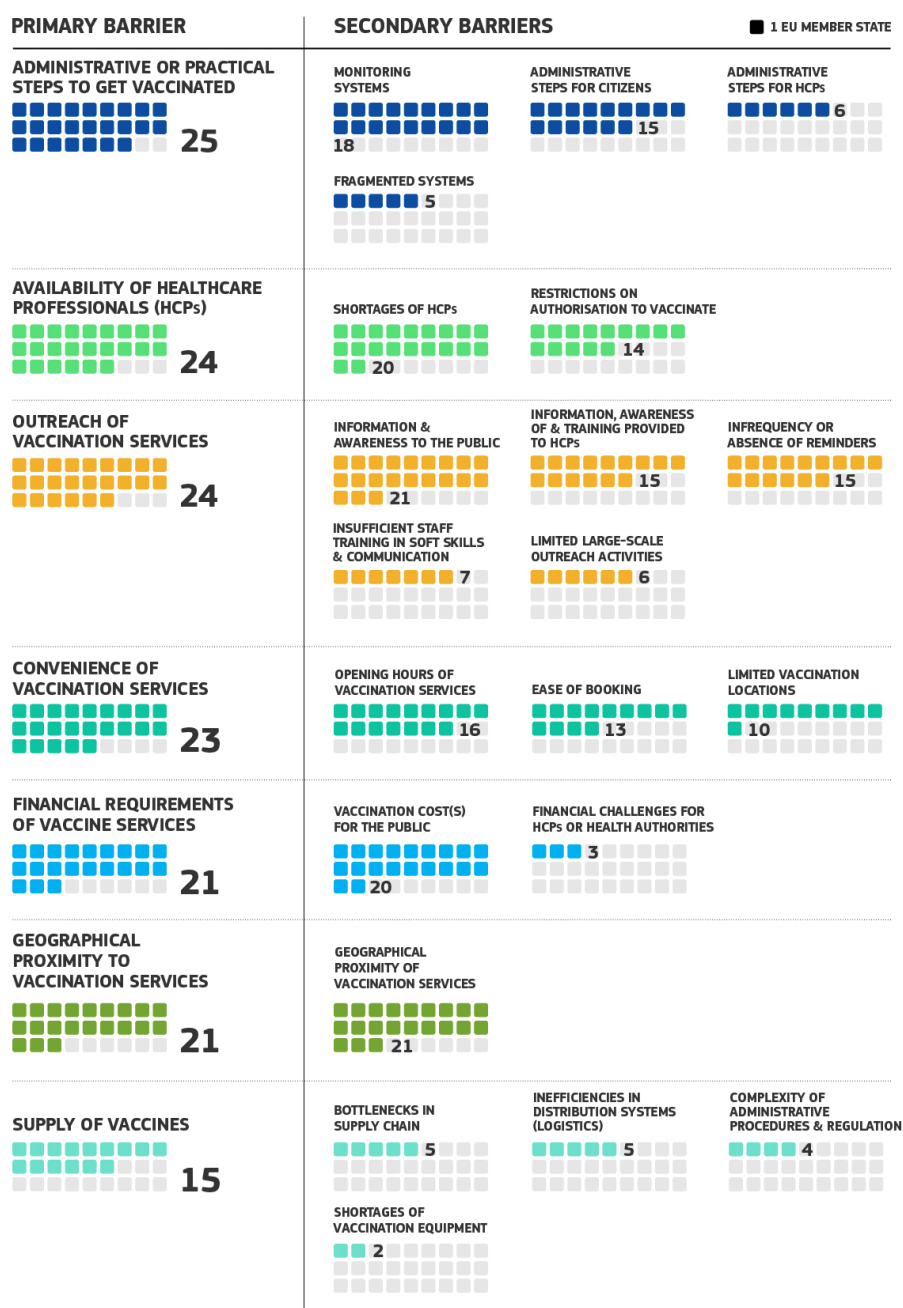 PRIMARY BARRIER
SECONDARY BARRIERS
1 EU MEMBER STATE
ADMINISTRATIVE OR PRACTICAL
STEPS TO GET VACCINATED
25
MONITORING
SYSTEMS
18
ADMINISTRATIVE
STEPS FOR CITIZENS
15
ADMINISTRATIVE
STEPS FOR HCPs
6
FRAGMENTED SYSTEMS
5
AVAILABILITY OF HEALTHCARE
PROFESSIONALS (HCPs)
24
SHORTAGES OF HCPs
20
RESTRICTIONS ON
AUTHORISATION TO VACCINATE
14
OUTREACH OF
VACCINATION SERVICES
24
INFORMATION &
AWARENESS TO THE PUBLIC
21
INFORMATION, AWARENESS
OF & TRAINING PROVIDED
TO HCPs
15
INFREQUENCY OR
ABSENCE OF REMINDERS
15
INSUFFICIENT STAFF
TRAINING IN SOFT SKILLS
& COMMUNICATION
7
LIMITED LARGE-SCALE
OUTREACH ACTIVITIES
6
CONVENIENCE OF
VACCINATION SERVICES
23
OPENING HOURS OF
VACCINATION SERVICES
16
EASE OF BOOKING
13
LIMITED VACCINATION
LOCATIONS
10
FINANCIAL REQUIREMENTS
OF VACCINE SERVICES
21
VACCINATION COST(S)
FOR THE PUBLIC
20
FINANCIAL CHALLENGES FOR
HCPs OR HEALTH AUTHORITIES
3
GEOGRAPHICAL
PROXIMITY TO
VACCINATION SERVICES
21
GEOGRAPHICAL
PROXIMITY OF
VACCINATION SERVICES
21
SUPPLY OF VACCINES
15
BOTTLENECKS IN
SUPPLY CHAIN
5
INEFFICIENCIES IN
DISTRIBUTION SYSTEMS
(LOGISTICS)
5
COMPLEXITY OF
ADMINISTRATIVE
PROCEDURES & REGULATION
4
SHORTAGES OF
VACCINATION EQUIPMENT
2